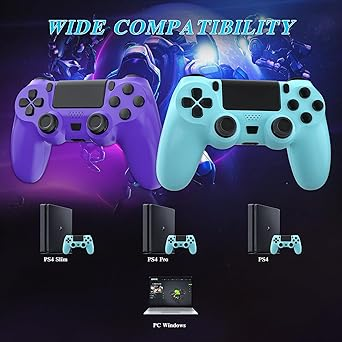 WIDE COMPATIBILITY
PS4 Slim
PS4 Pro
PS4
PC Windows